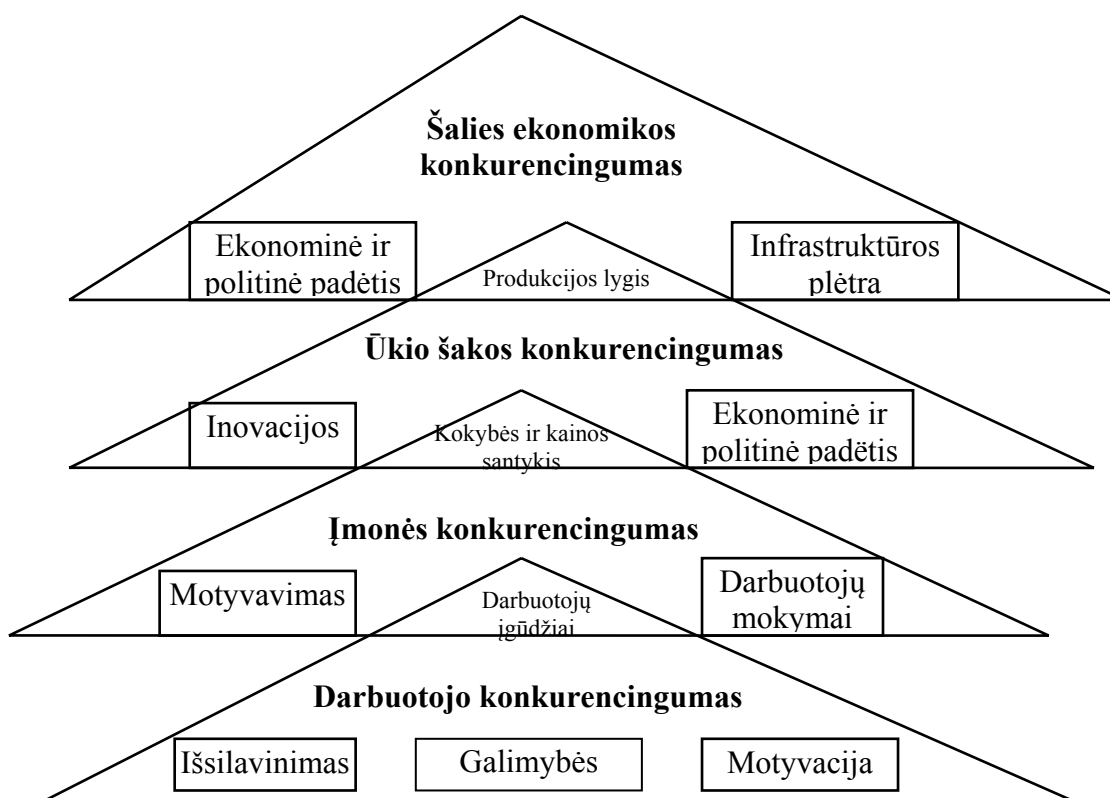 Šalies ekonomikos
konkurencingumas
Ekonominė ir
politinė padėtis
Produkcijos lygis
Infrastruktūros
plėtra
Ūkio šakos konkurencingumas
Inovacijos
Kokybės ir kainos
santykis
Ekonominė ir
politinė padëtis
Įmonės konkurencingumas
Motyvavimas
Darbuotojų
įgūdžiai
Darbuotojų
mokymai
Darbuotojo konkurencingumas
Išsilavinimas
Galimybės
Motyvacija